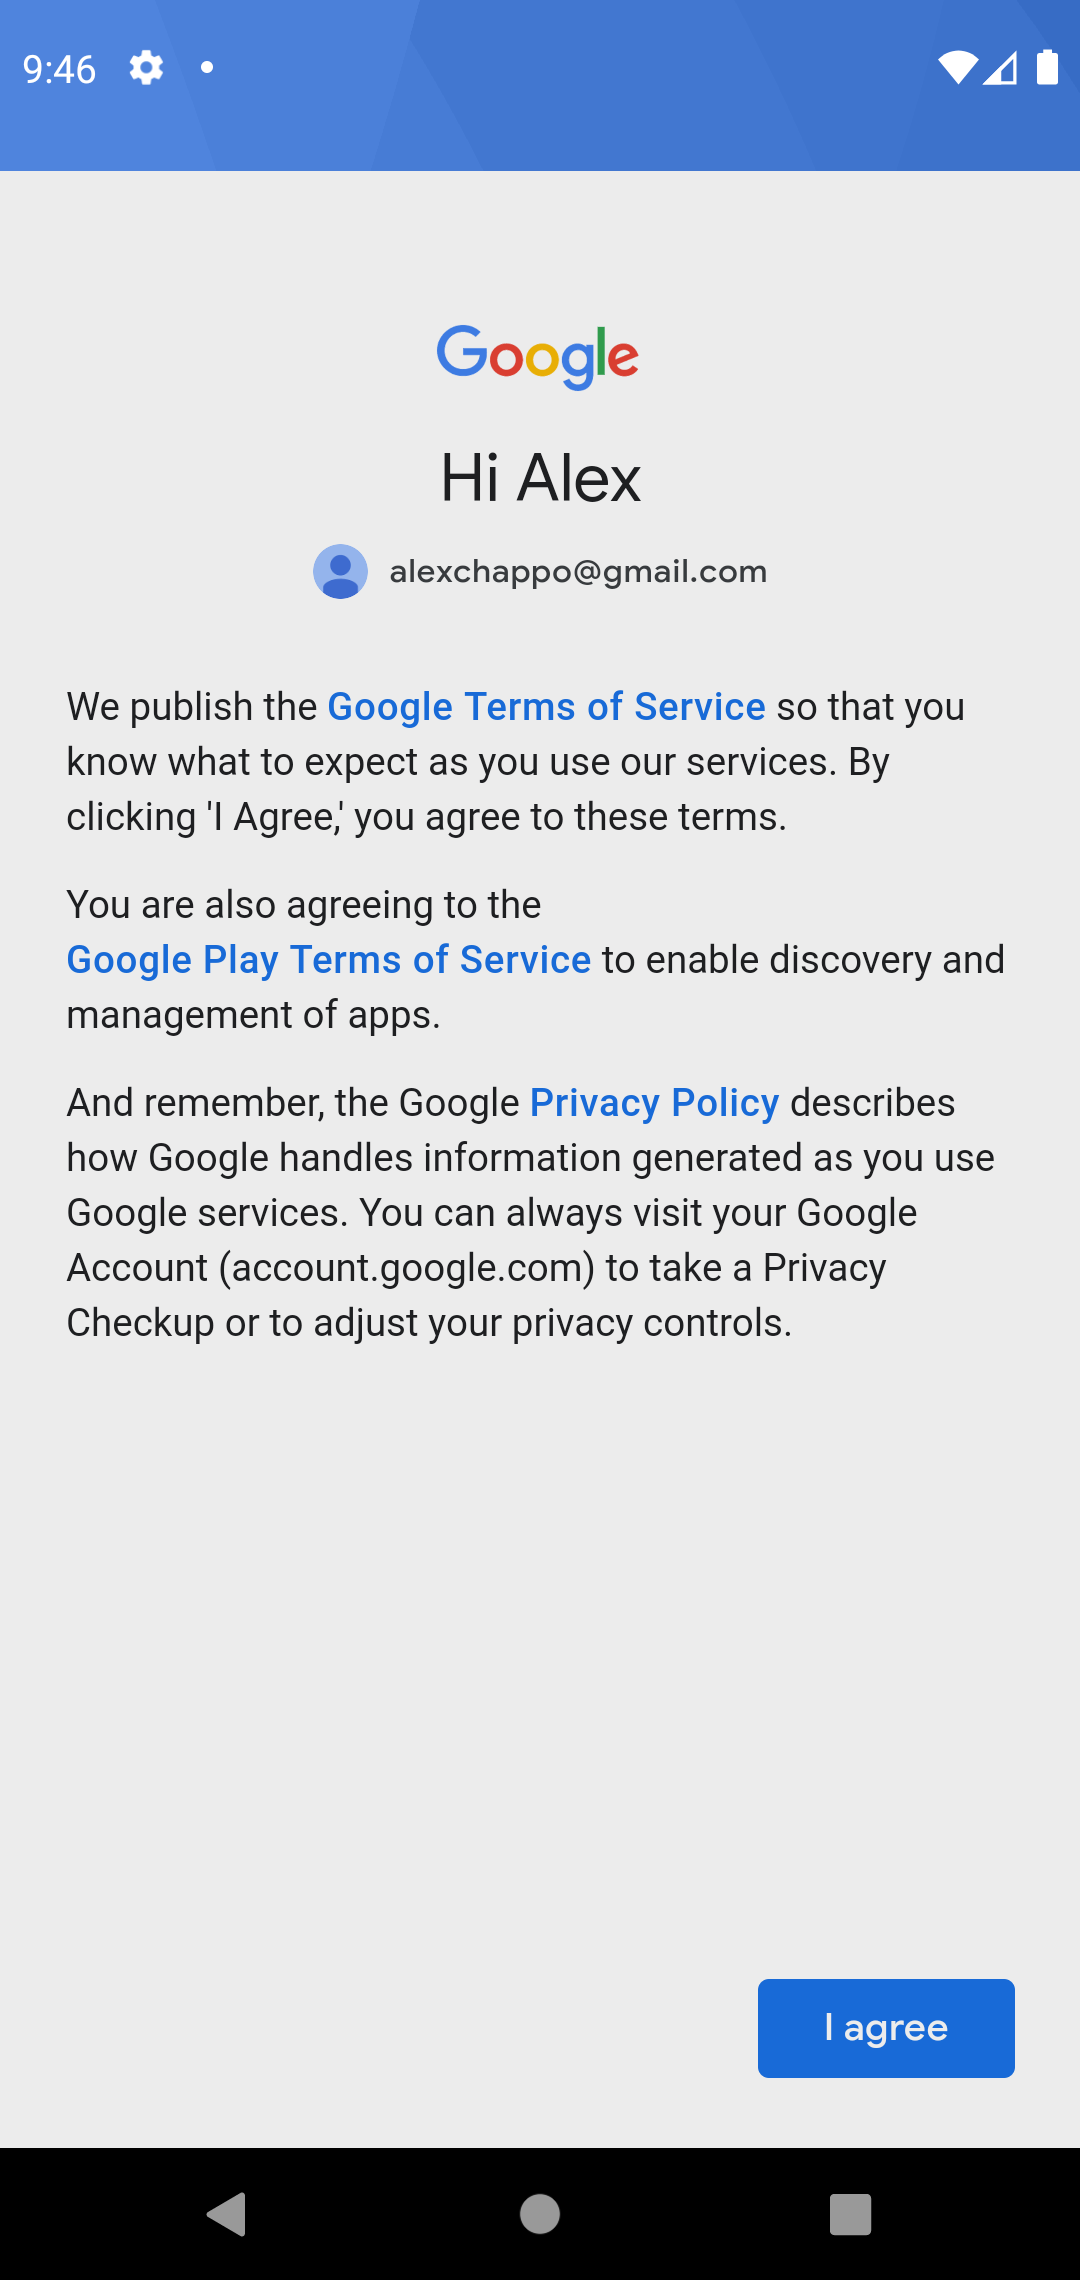 9:46
Google
Hi Alex
alexchappo@gmail.com
We publish the Google Terms of Service so that you
know what to expect as you use our services. By
clicking 'I Agree,' you agree to these terms.
You are also agreeing to the
Google Play Terms of Service to enable discovery and
management of apps.
And remember, the Google Privacy Policy describes
how Google handles information generated as you use
Google services. You can always visit your Google
Account (account.google.com) to take a Privacy
Checkup or to adjust your privacy controls.
I agree